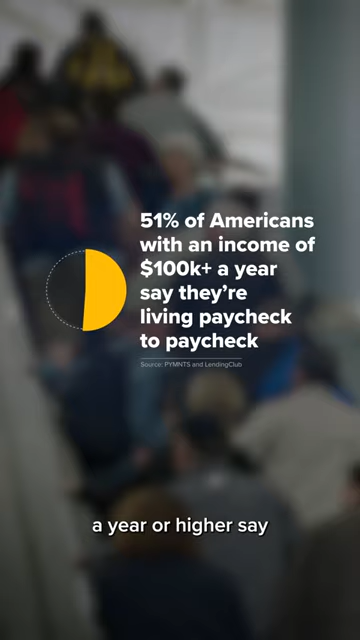 51% of Americans
with an income of
$100k+ a year
say they’re
living paycheck
to paycheck
Source: PYMNTS and LendingClub
a year or higher say